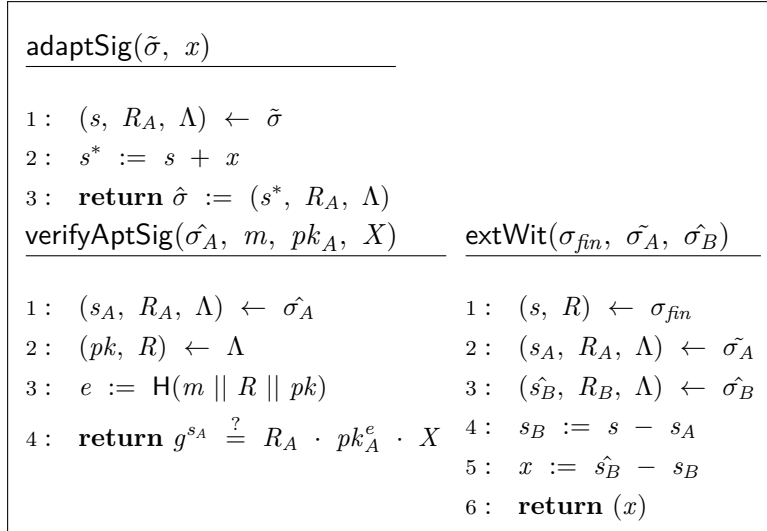 adaptSig(σ̃, x)
1 : (s, R_A, Λ) ← σ̃
2 : s* := s + x
3 : return σ̂ := (s*, R_A, Λ)
verifyAptSig(σ̂_A, m, pk_A, X)
1 : (s_A, R_A, Λ) ← σ̂_A
2 : (pk, R) ← Λ
3 : e := H(m || R || pk)
4 : return g^{s_A} ≟ R_A · pk_A^e · X
extWit(σ_fin, σ̃_A, σ̂_B)
1 : (s, R) ← σ_fin
2 : (s_A, R_A, Λ) ← σ̃_A
3 : (ŝ_B, R_B, Λ) ← σ̂_B
4 : s_B := s − s_A
5 : x := ŝ_B − s_B
6 : return (x)